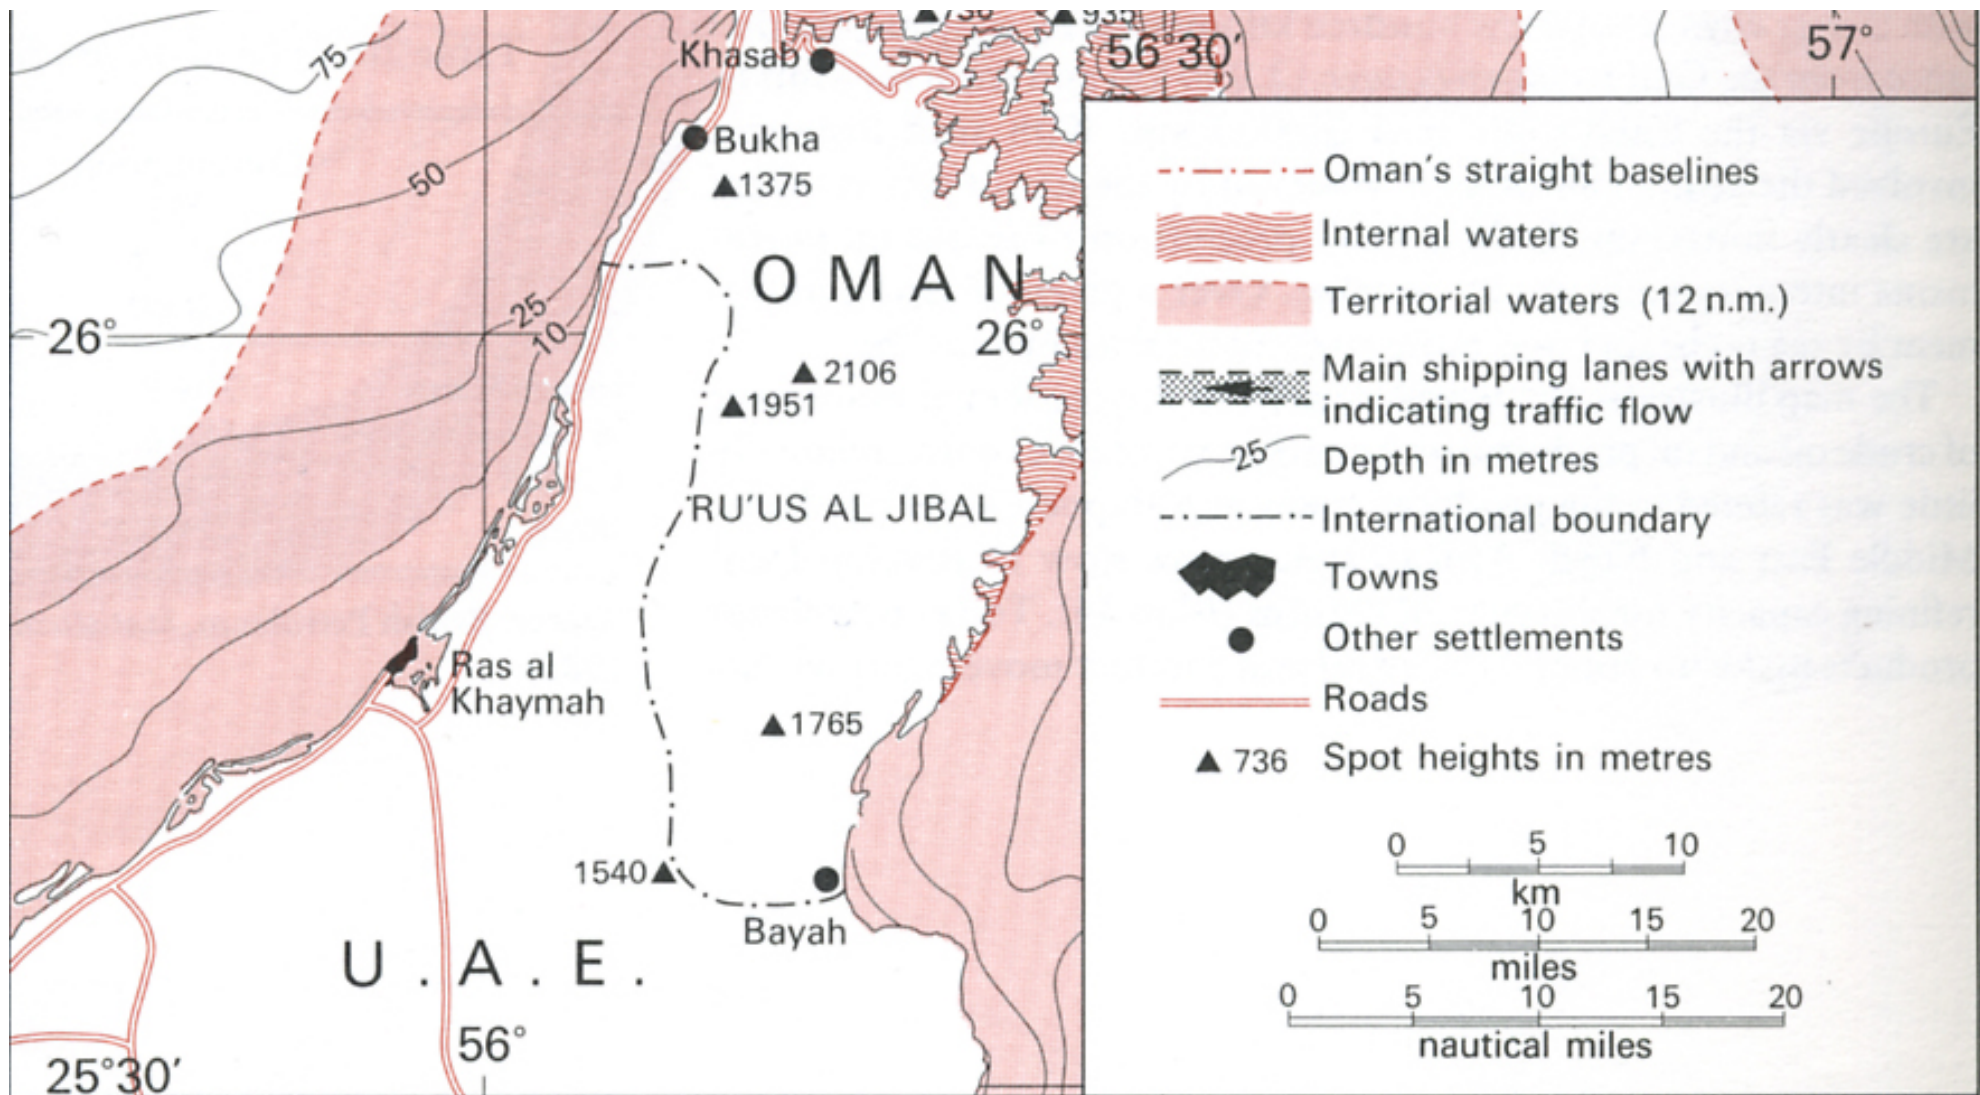 736
935
75
Khasab
56°30′
57°
Bukha
50
1375
OMAN
25
26°
10
26°
2106
1951
RU'US AL JIBAL
Ras al
Khaymah
1765
1540
Bayah
U.A.E.
56°
25°30′
Oman's straight baselines
Internal waters
Territorial waters (12 n.m.)
Main shipping lanes with arrows
indicating traffic flow
25
Depth in metres
International boundary
Towns
Other settlements
Roads
736 Spot heights in metres
0 5 10
km
0 5 10 15 20
miles
0 5 10 15 20
nautical miles